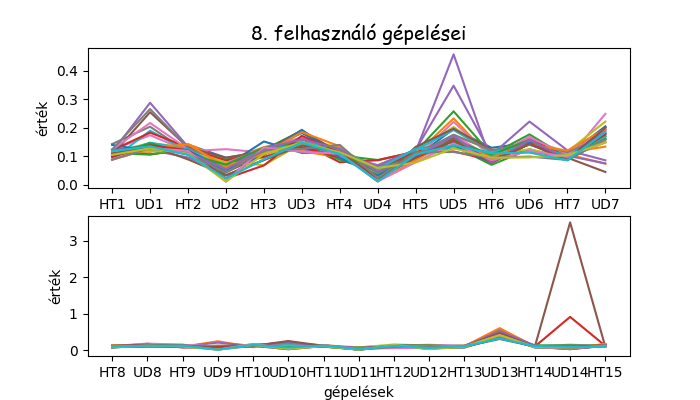 8. felhasználó gépelései
0.4
0.3
0.2
0.1
0.0
érték
HT1 UD1 HT2 UD2 HT3 UD3 HT4 UD4 HT5 UD5 HT6 UD6 HT7 UD7
3
2
1
0
érték
HT8 UD8 HT9 UD9 HT10 UD10 HT11 UD11 HT12 UD12 HT13 UD13 HT14 UD14 HT15
gépelések